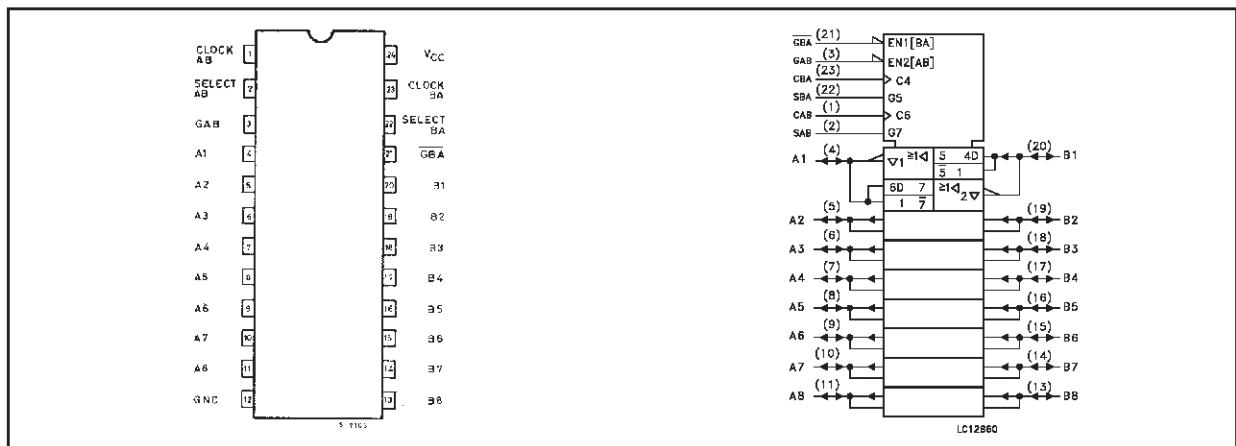 CLOCK AB 1 24 VCC
SELECT AB 2 23 CLOCK BA
GAB 3 22 SELECT BA
A1 4 21 GBA
A2 5 20 B1
A3 6 19 B2
A4 7 18 B3
A5 8 17 B4
A6 9 16 B5
A7 10 15 B6
A8 11 14 B7
GND 12 13 B8
GBA (21) EN1[BA]
GAB (3) EN2[AB]
CBA (23) C4
SBA (22) G5
CAB (1) C6
SAB (2) G7
A1 (4) ▽1 ≥1◁ 5 4D (20) B1
5̅ 1
6D 7 ≥1◁ 2▽
1 7̅
A2 (5) (19) B2
A3 (6) (18) B3
A4 (7) (17) B4
A5 (8) (16) B5
A6 (9) (15) B6
A7 (10) (14) B7
A8 (11) (13) B8
LC12860